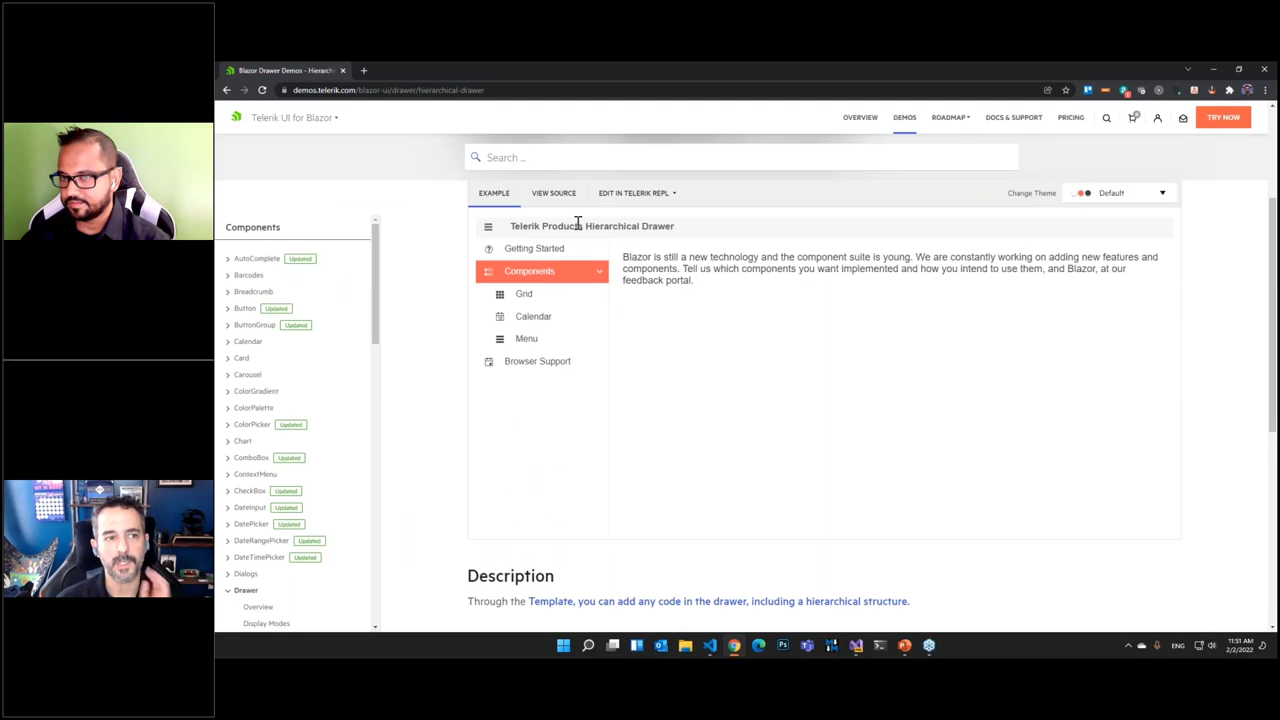 Blazor Drawer Demos - Hierarchi
demos.telerik.com/blazor-ui/drawer/hierarchical-drawer
Telerik UI for Blazor
OVERVIEW
DEMOS
ROADMAP
DOCS & SUPPORT
PRICING
0
TRY NOW
Search ...
EXAMPLE
VIEW SOURCE
EDIT IN TELERIK REPL
Change Theme
Default
Components
AutoComplete Updated
Barcodes
Breadcrumb
Button Updated
ButtonGroup Updated
Calendar
Card
Carousel
ColorGradient
ColorPalette
ColorPicker Updated
Chart
ComboBox Updated
ContextMenu
CheckBox Updated
DateInput Updated
DatePicker Updated
DateRangePicker Updated
DateTimePicker Updated
Dialogs
Drawer
Overview
Display Modes
Telerik Products Hierarchical Drawer
Getting Started
Components
Grid
Calendar
Menu
Browser Support
Blazor is still a new technology and the component suite is young. We are constantly working on adding new features and
components. Tell us which components you want implemented and how you intend to use them, and Blazor, at our
feedback portal.
Description
Through the Template, you can add any code in the drawer, including a hierarchical structure.
ENG
11:51 AM
2/2/2022